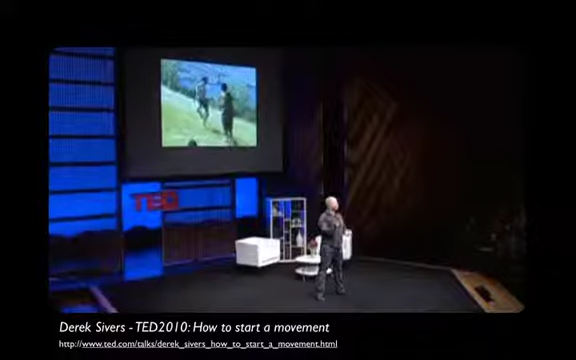 TED
Derek Sivers - TED2010: How to start a movement
http://www.ted.com/talks/derek_sivers_how_to_start_a_movement.html